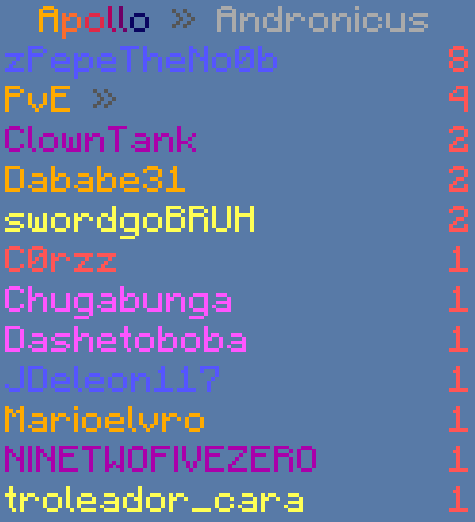 Apollo » Andronicus
zPepeTheNo0b 8
PvE » 4
ClownTank 2
Dababe31 2
swordgoBRUH 2
C0rzz 1
Chugabunga 1
Dashetoboba 1
JDeleon117 1
Marioelvro 1
NINETWOFIVEZERO 1
troleador_cara 1